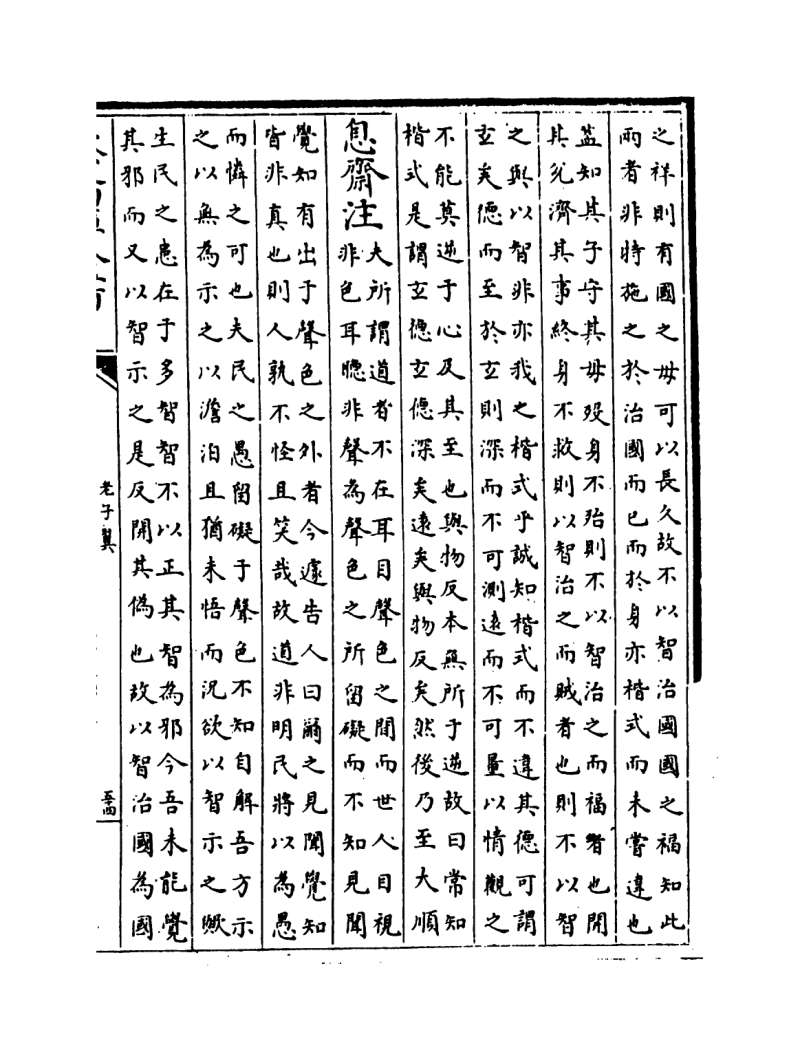 之祥則有國之母可以長久故不以智治國國之福知此
兩者非特施之於治國而已而於身亦楷式而未嘗違也
蓋知其子守其母殁身不殆則不以智治之而福者也開
其兊濟其事終身不救則以智治之而賊者也則不以智
之與以智非亦我之楷式乎誠知楷式而不違其德可謂
玄矣德而至於玄則深而不可測遠而不可量以情觀之
不能莫逆于心及其至也與物反本無所于逆故曰常知
楷式是謂玄德玄德深矣遠矣與物反矣然後乃至大順
息齋注
夫所謂道者不在耳目聲色之間而世人目視
非色耳聽非聲為聲色之所留礙而不知見聞
覺知有出于聲色之外者今遽告人曰爾之見聞覺知
皆非真也則人孰不怪且笑哉故道非明民將以為愚
而憐之可也夫民之愚留礙于聲色不知自解吾方示
之以無為示之以澹泊且猶未悟而況欲以智示之歟
生民之患在于多智智不以正其智為邪今吾未能覺
其邪而又以智示之是反開其偽也故以智治國為國
老子翼